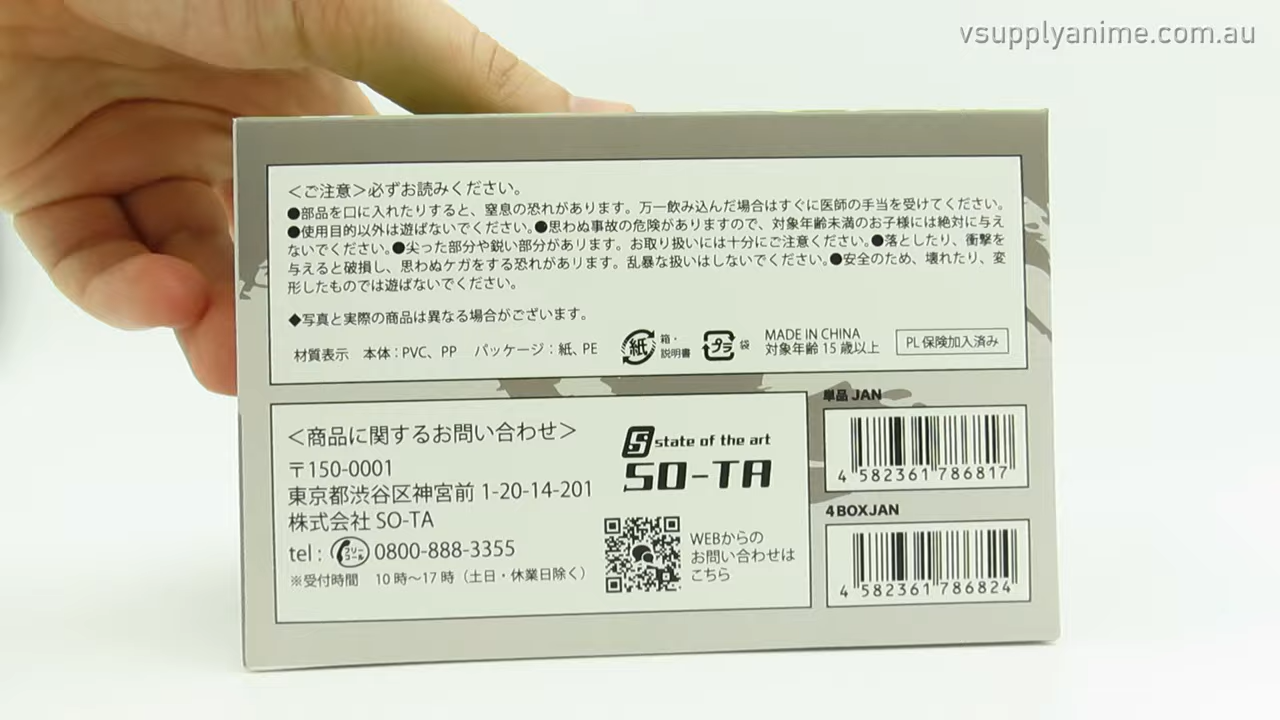 vsupplyanime.com.au
＜ご注意＞必ずお読みください。
●部品を口に入れたりすると、窒息の恐れがあります。万一飲み込んだ場合はすぐに医師の手当を受けてください。
●使用目的以外は遊ばないでください。●思わぬ事故の危険がありますので、対象年齢未満のお子様には絶対に与え
ないでください。●尖った部分や鋭い部分があります。お取り扱いには十分にご注意ください。●落としたり、衝撃を
与えると破損し、思わぬケガをする恐れがあります。乱暴な扱いはしないでください。●安全のため、壊れたり、変
形したものでは遊ばないでください。
◆写真と実際の商品は異なる場合がございます。
材質表示 本体：PVC、PP パッケージ：紙、PE
紙
箱・
説明書
プラ
袋
MADE IN CHINA
対象年齢 15 歳以上
PL 保険加入済み
＜商品に関するお問い合わせ＞
〒150-0001
東京都渋谷区神宮前 1-20-14-201
株式会社 SO-TA
tel : フリーコール 0800-888-3355
※受付時間 10 時〜17 時（土日・休業日除く）
state of the art
SO-TA
WEBからの
お問い合わせは
こちら
単品 JAN
4 582361 786817
4 BOX JAN
4 582361 786824